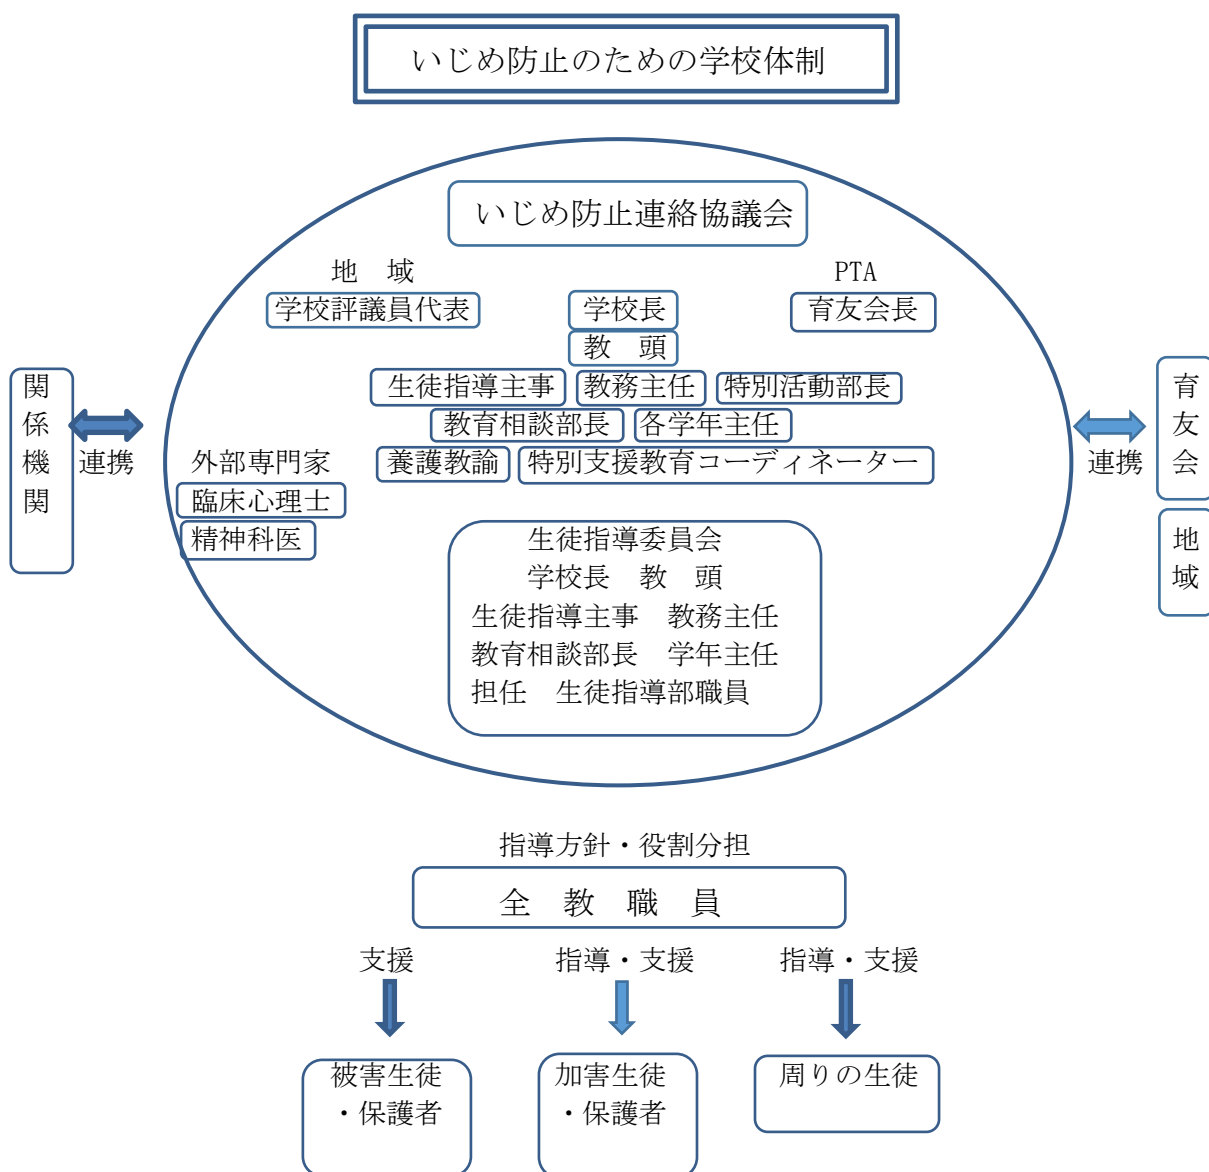 いじめ防止のための学校体制
いじめ防止連絡協議会
地　域
PTA
学校評議員代表
学校長
育友会長
教　頭
生徒指導主事
教務主任
特別活動部長
教育相談部長
各学年主任
養護教諭
特別支援教育コーディネーター
関係機関
連携
外部専門家
臨床心理士
精神科医
連携
育友会
地域
生徒指導委員会
学校長　教　頭
生徒指導主事　教務主任
教育相談部長　学年主任
担任　生徒指導部職員
指導方針・役割分担
全　教　職　員
支援
指導・支援
指導・支援
被害生徒
・保護者
加害生徒
・保護者
周りの生徒